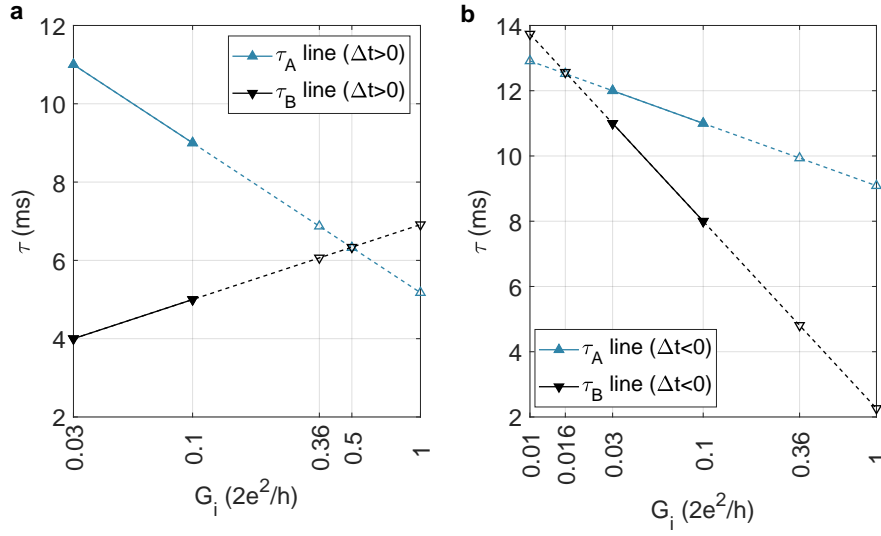 a
12
10
8
6
4
2
τ (ms)
τA line (Δt>0)
τB line (Δt>0)
0.03
0.1
0.36
0.5
1
Gi (2e²/h)
b
14
12
10
8
6
4
2
τ (ms)
τA line (Δt<0)
τB line (Δt<0)
0.01
0.016
0.03
0.1
0.36
1
Gi (2e²/h)